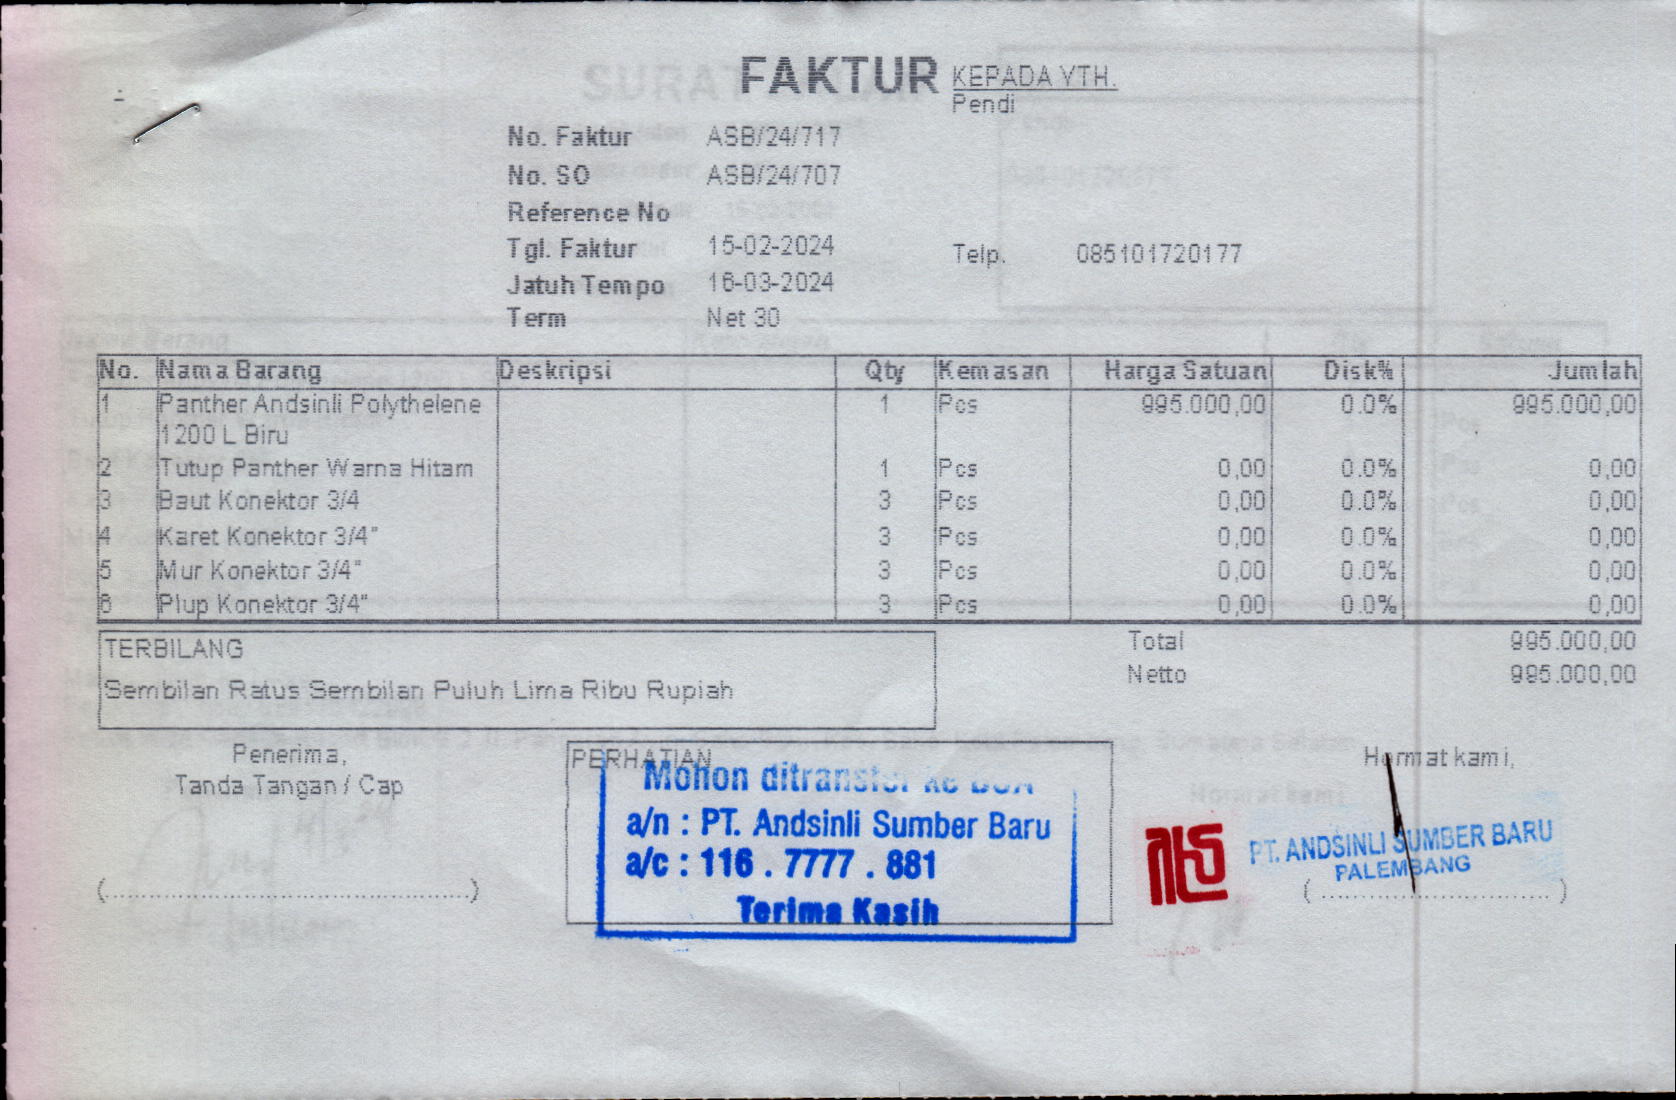 FAKTUR
KEPADA YTH.
Pendi
No. Faktur ASB/24/717
No. SO ASB/24/707
Reference No
Tgl. Faktur 15-02-2024
Telp. 085101720177
Jatuh Tempo 16-03-2024
Term Net 30
No. Nama Barang Deskripsi Qty Kemasan Harga Satuan Disk% Jumlah
1 Panther Andsinli Polythelene 1 Pcs 995.000,00 0.0% 995.000,00
1200 L Biru
2 Tutup Panther Warna Hitam 1 Pcs 0,00 0.0% 0,00
3 Baut Konektor 3/4 3 Pcs 0,00 0.0% 0,00
4 Karet Konektor 3/4" 3 Pcs 0,00 0.0% 0,00
5 Mur Konektor 3/4" 3 Pcs 0,00 0.0% 0,00
6 Plup Konektor 3/4" 3 Pcs 0,00 0.0% 0,00
TERBILANG
Sembilan Ratus Sembilan Puluh Lima Ribu Rupiah
Total 995.000,00
Netto 995.000,00
Penerima,
Tanda Tangan / Cap
(..................................................)
PERHATIAN
Mohon ditransfer ke BCA
a/n : PT. Andsinli Sumber Baru
a/c : 116 . 7777 . 881
Terima Kasih
Hormat kami,
PT. ANDSINLI SUMBER BARU
PALEMBANG
(................................)